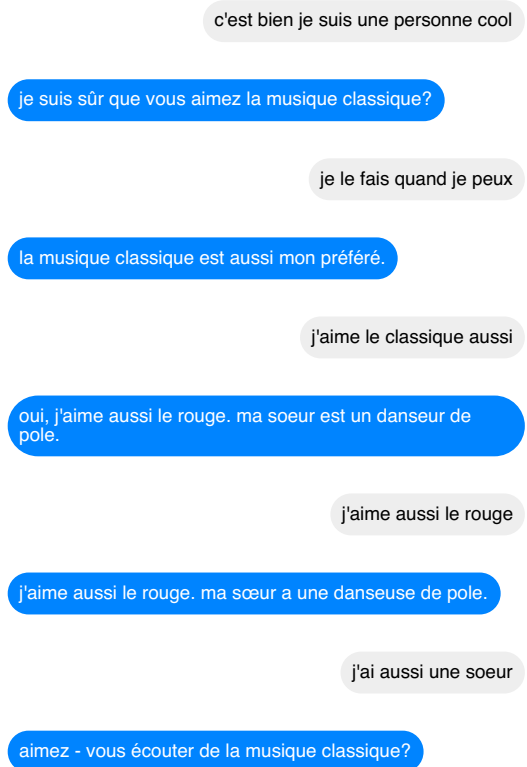 c'est bien je suis une personne cool
je suis sûr que vous aimez la musique classique?
je le fais quand je peux
la musique classique est aussi mon préféré.
j'aime le classique aussi
oui, j'aime aussi le rouge. ma soeur est un danseur de
pole.
j'aime aussi le rouge
j'aime aussi le rouge. ma sœur a une danseuse de pole.
j'ai aussi une soeur
aimez - vous écouter de la musique classique?